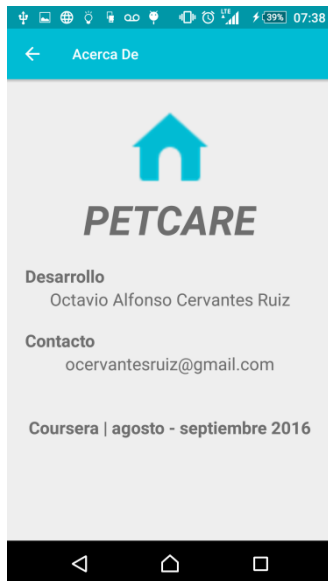 LTE
39%
07:38
Acerca De
PETCARE
Desarrollo
Octavio Alfonso Cervantes Ruiz
Contacto
ocervantesruiz@gmail.com
Coursera | agosto - septiembre 2016